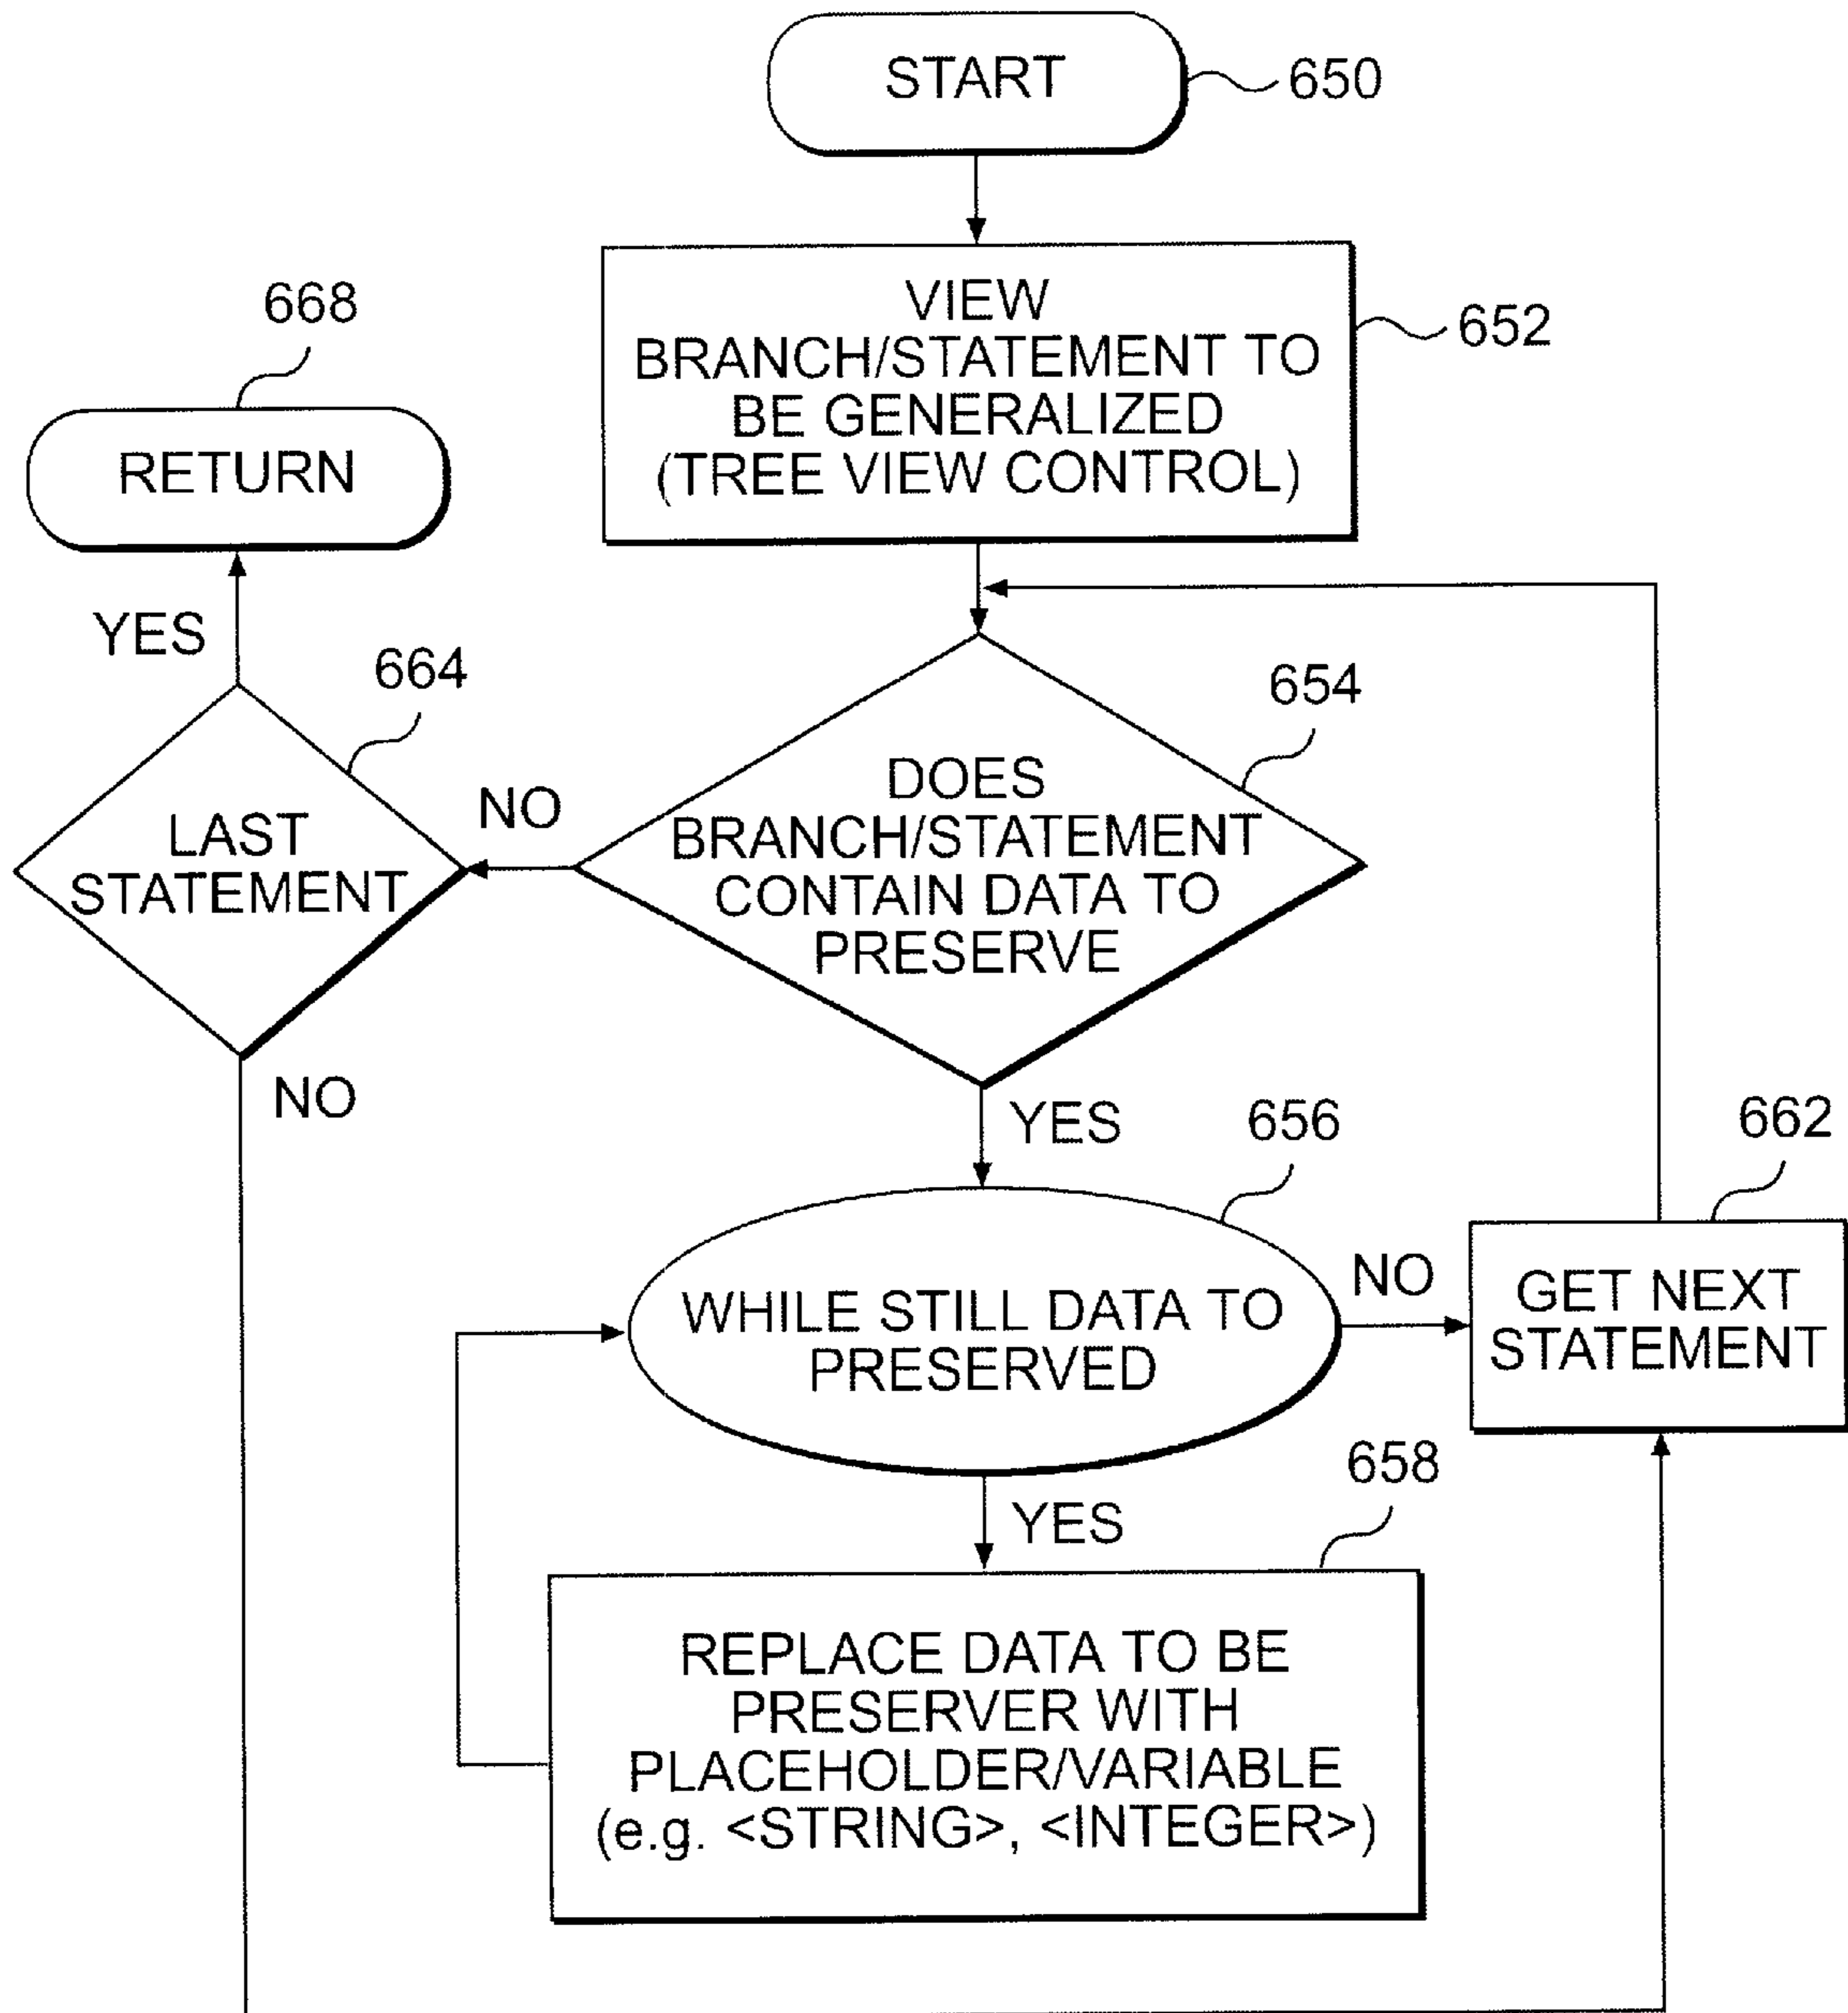 START
650
VIEW
BRANCH/STATEMENT TO
BE GENERALIZED
(TREE VIEW CONTROL)
652
668
RETURN
YES
664
LAST
STATEMENT
NO
654
DOES
BRANCH/STATEMENT
CONTAIN DATA TO
PRESERVE
NO
YES
656
WHILE STILL DATA TO
PRESERVED
NO
662
GET NEXT
STATEMENT
YES
658
REPLACE DATA TO BE
PRESERVER WITH
PLACEHOLDER/VARIABLE
(e.g. <STRING>, <INTEGER>)